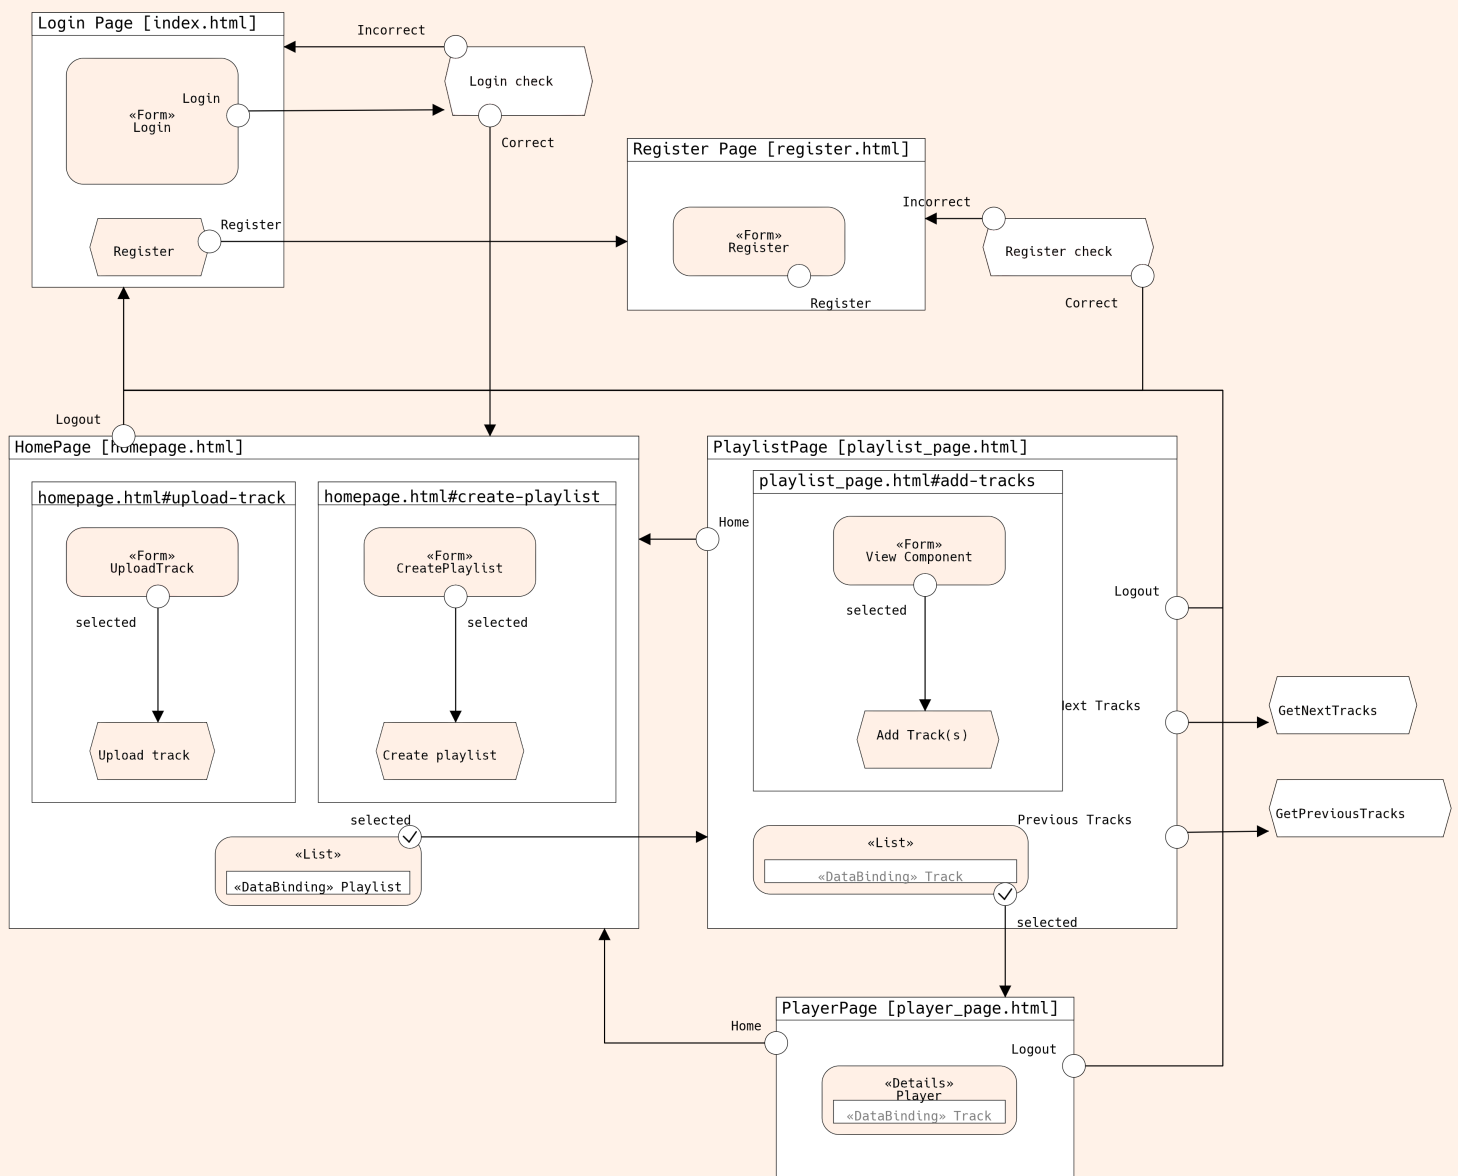 Login Page [index.html]
Incorrect
Login check
Login
«Form»
Login
Correct
Register Page [register.html]
Incorrect
Register
Register
«Form»
Register
Register check
Register
Correct
Logout
HomePage [homepage.html]
PlaylistPage [playlist_page.html]
homepage.html#upload-track
homepage.html#create-playlist
playlist_page.html#add-tracks
Home
«Form»
UploadTrack
«Form»
CreatePlaylist
«Form»
View Component
Logout
selected
selected
selected
Next Tracks
GetNextTracks
Add Track(s)
Upload track
Create playlist
selected
Previous Tracks
GetPreviousTracks
«List»
«DataBinding» Playlist
«List»
«DataBinding» Track
selected
PlayerPage [player_page.html]
Home
Logout
«Details»
Player
«DataBinding» Track